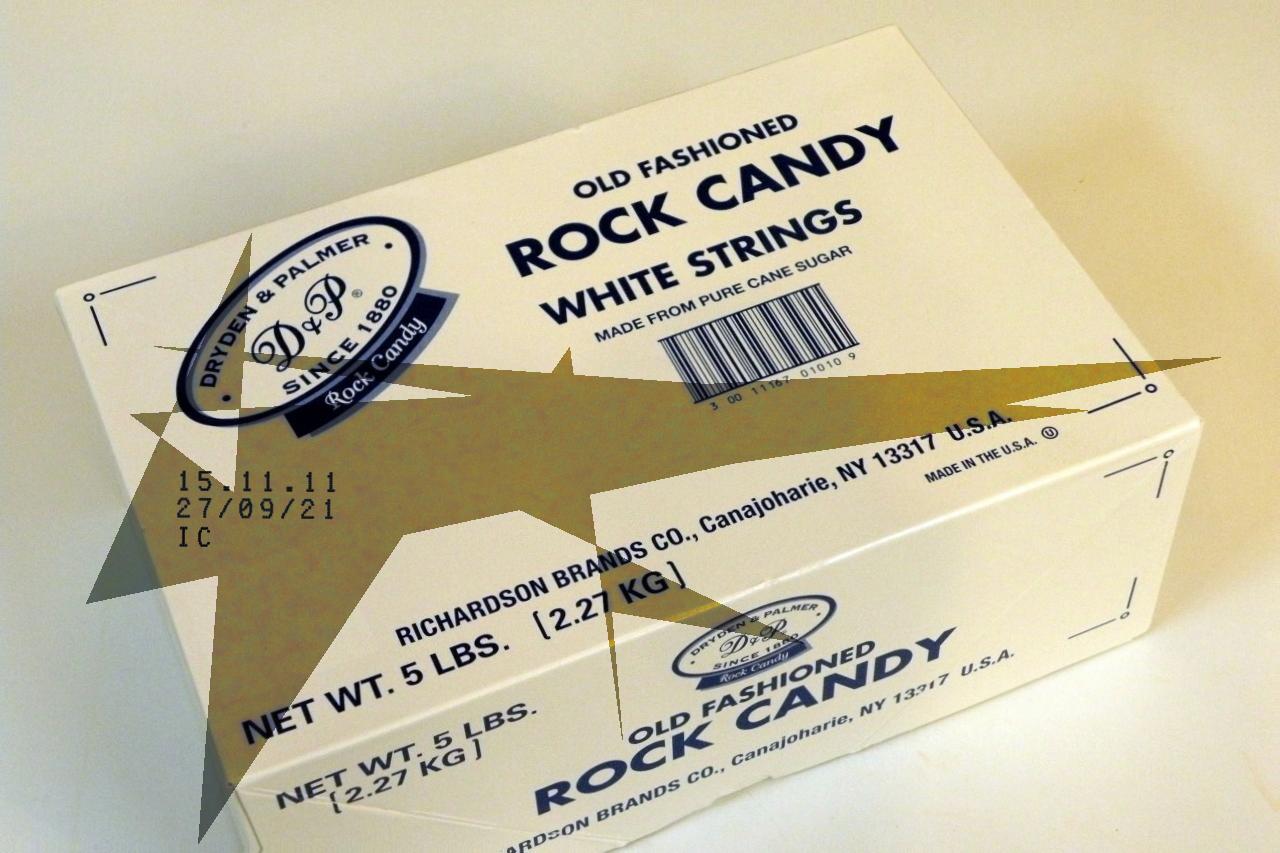 OLD FASHIONED
ROCK CANDY
WHITE STRINGS
MADE FROM PURE CANE SUGAR
3 00 11167 01010 9
DRYDEN & PALMER
D&P®
SINCE 1880
Rock Candy
15.11.11
27/09/21
IC
RICHARDSON BRANDS CO., Canajoharie, NY 13317 U.S.A.
MADE IN THE U.S.A. Ⓤ
NET WT. 5 LBS. [2.27 KG]
DRYDEN & PALMER
D&P
SINCE 1880
Rock Candy
OLD FASHIONED
ROCK CANDY
NET WT. 5 LBS.
[2.27 KG]
BRANDS CO., Canajoharie, NY 13317 U.S.A.